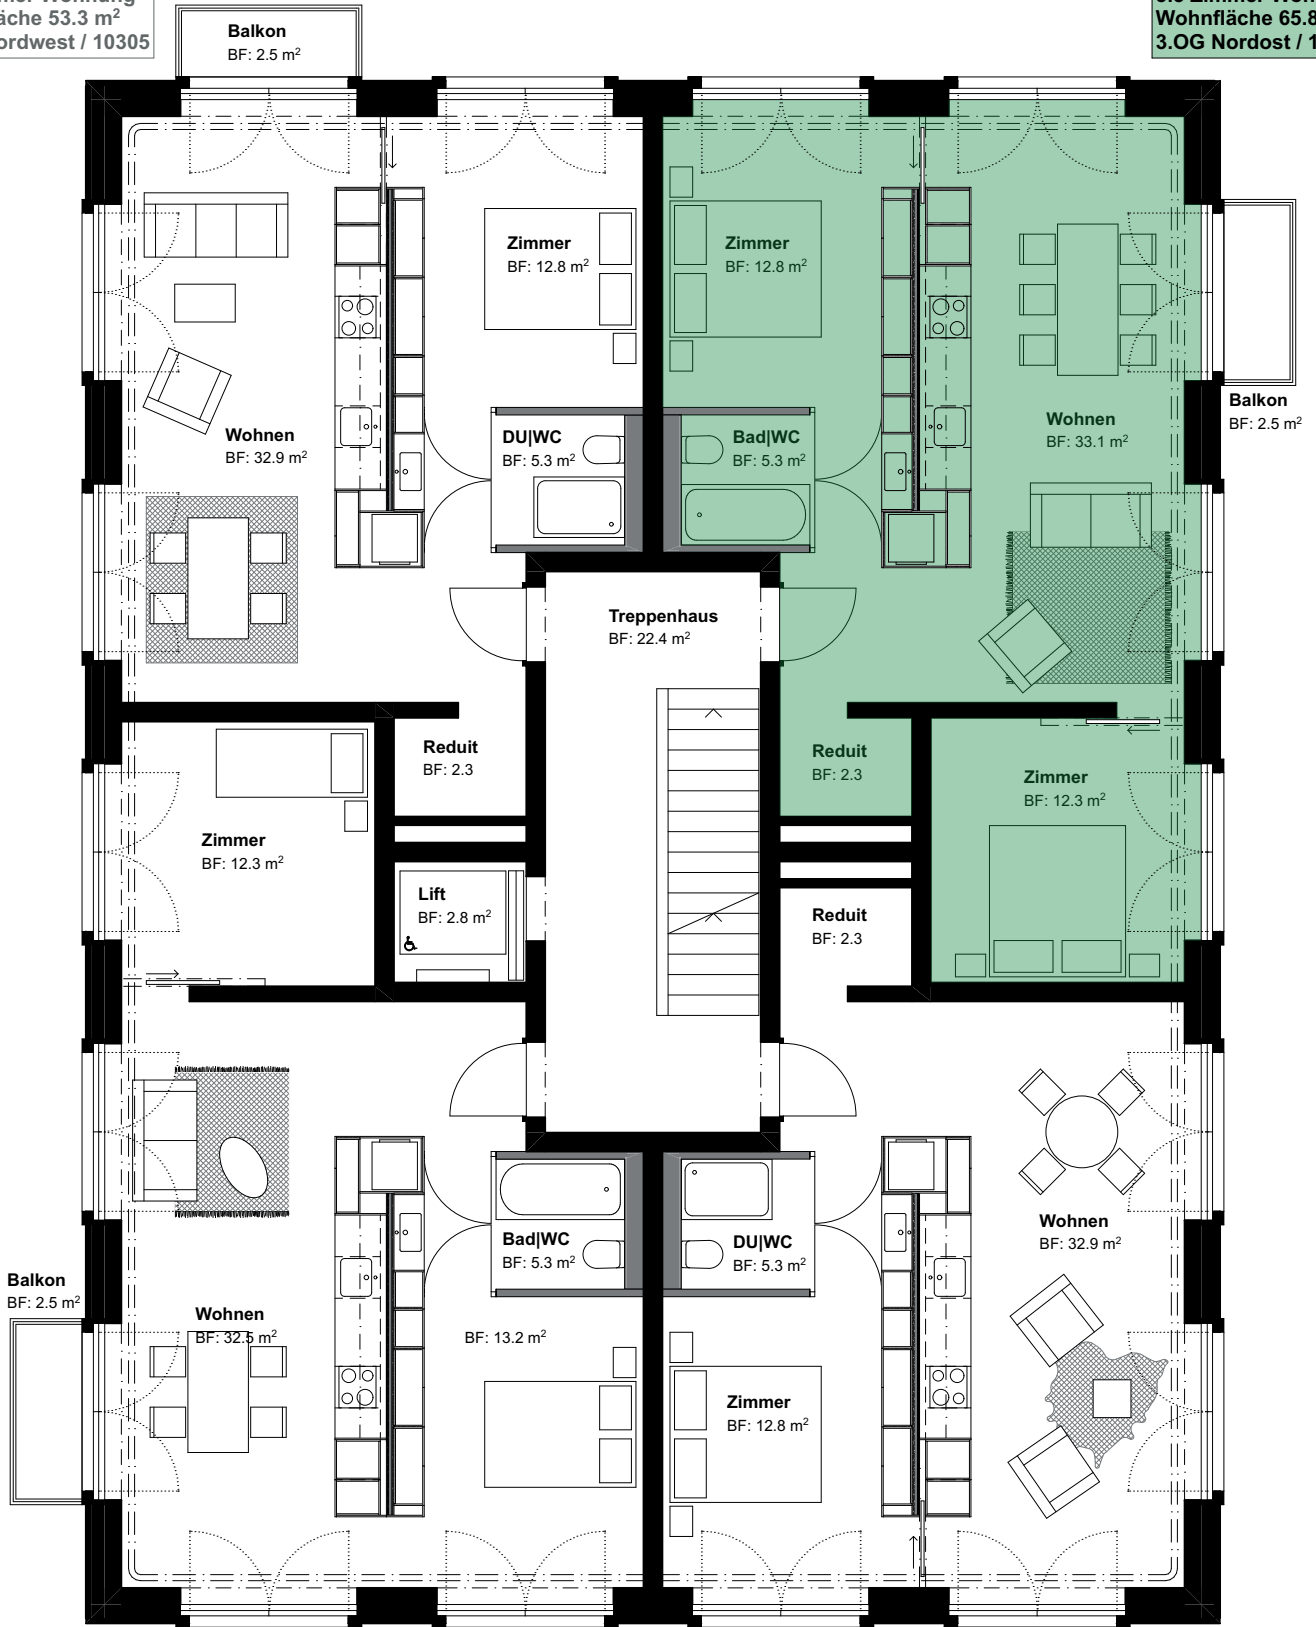 Wohnung
53.3 m²
/ 10305
Wohnfläche 65.8
3.OG Nordost / 1
Balkon
BF: 2.5 m²
Zimmer
BF: 12.8 m²
Zimmer
BF: 12.8 m²
Balkon
BF: 2.5 m²
Wohnen
BF: 32.9 m²
DU|WC
BF: 5.3 m²
Bad|WC
BF: 5.3 m²
Wohnen
BF: 33.1 m²
Treppenhaus
BF: 22.4 m²
Reduit
BF: 2.3
Reduit
BF: 2.3
Zimmer
BF: 12.3 m²
Zimmer
BF: 12.3 m²
Lift
BF: 2.8 m²
Reduit
BF: 2.3
Balkon
BF: 2.5 m²
Bad|WC
BF: 5.3 m²
DU|WC
BF: 5.3 m²
Wohnen
BF: 32.9 m²
Wohnen
BF: 32.5 m²
BF: 13.2 m²
Zimmer
BF: 12.8 m²